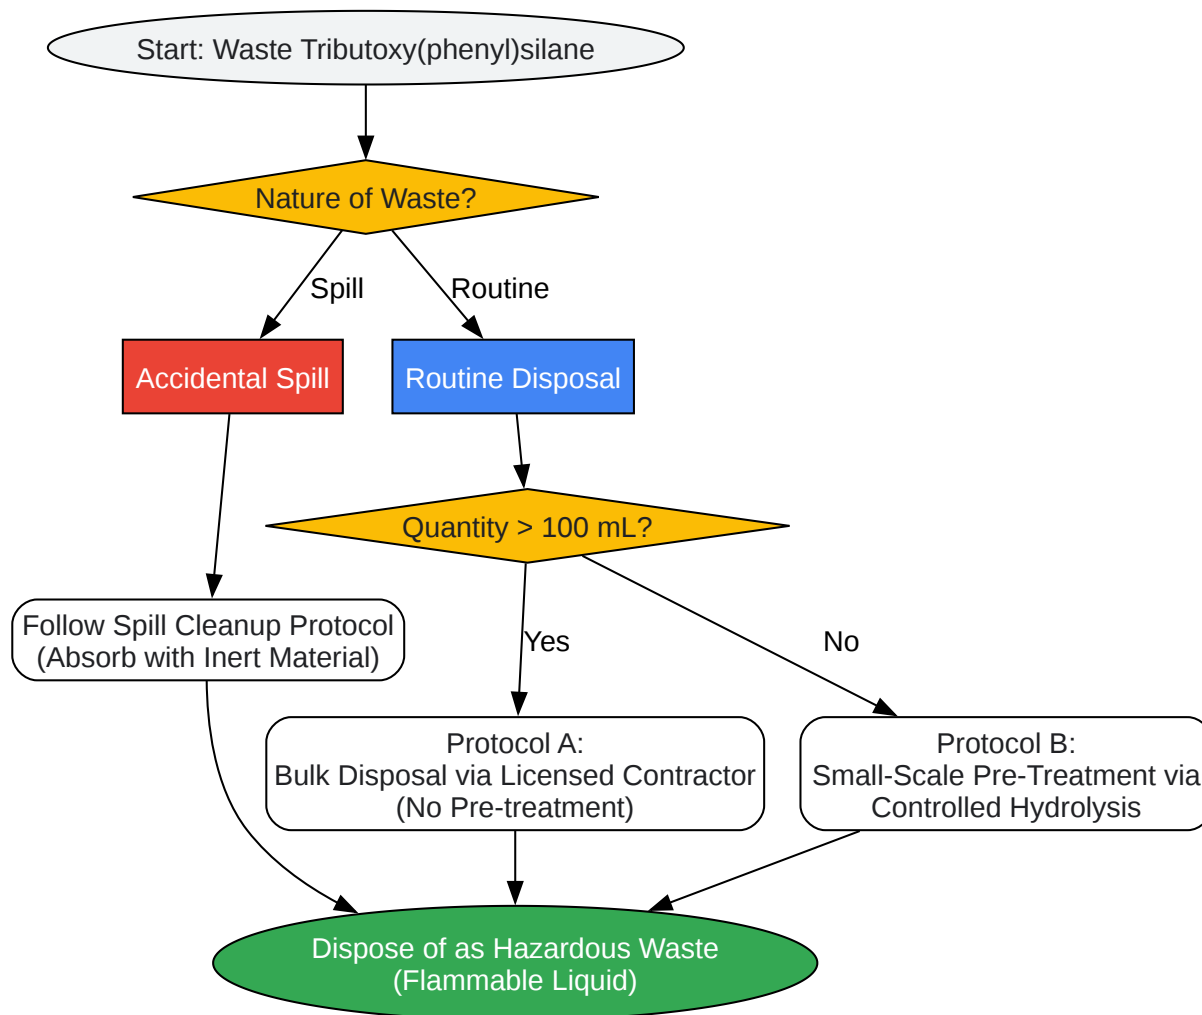 Start: Waste Tributoxy(phenyl)silane
Nature of Waste?
Spill
Routine
Accidental Spill
Routine Disposal
Quantity > 100 mL?
Follow Spill Cleanup Protocol
(Absorb with Inert Material)
Yes
No
Protocol A:
Bulk Disposal via Licensed Contractor
(No Pre-treatment)
Protocol B:
Small-Scale Pre-Treatment via
Controlled Hydrolysis
Dispose of as Hazardous Waste
(Flammable Liquid)